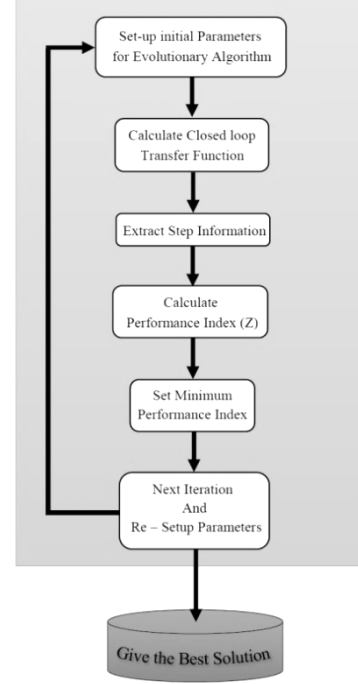 Set-up initial Parameters
for Evolutionary Algorithm
Calculate Closed loop
Transfer Function
Extract Step Information
Calculate
Performance Index (Z)
Set Minimum
Performance Index
Next Iteration
And
Re – Setup Parameters
Give the Best Solution